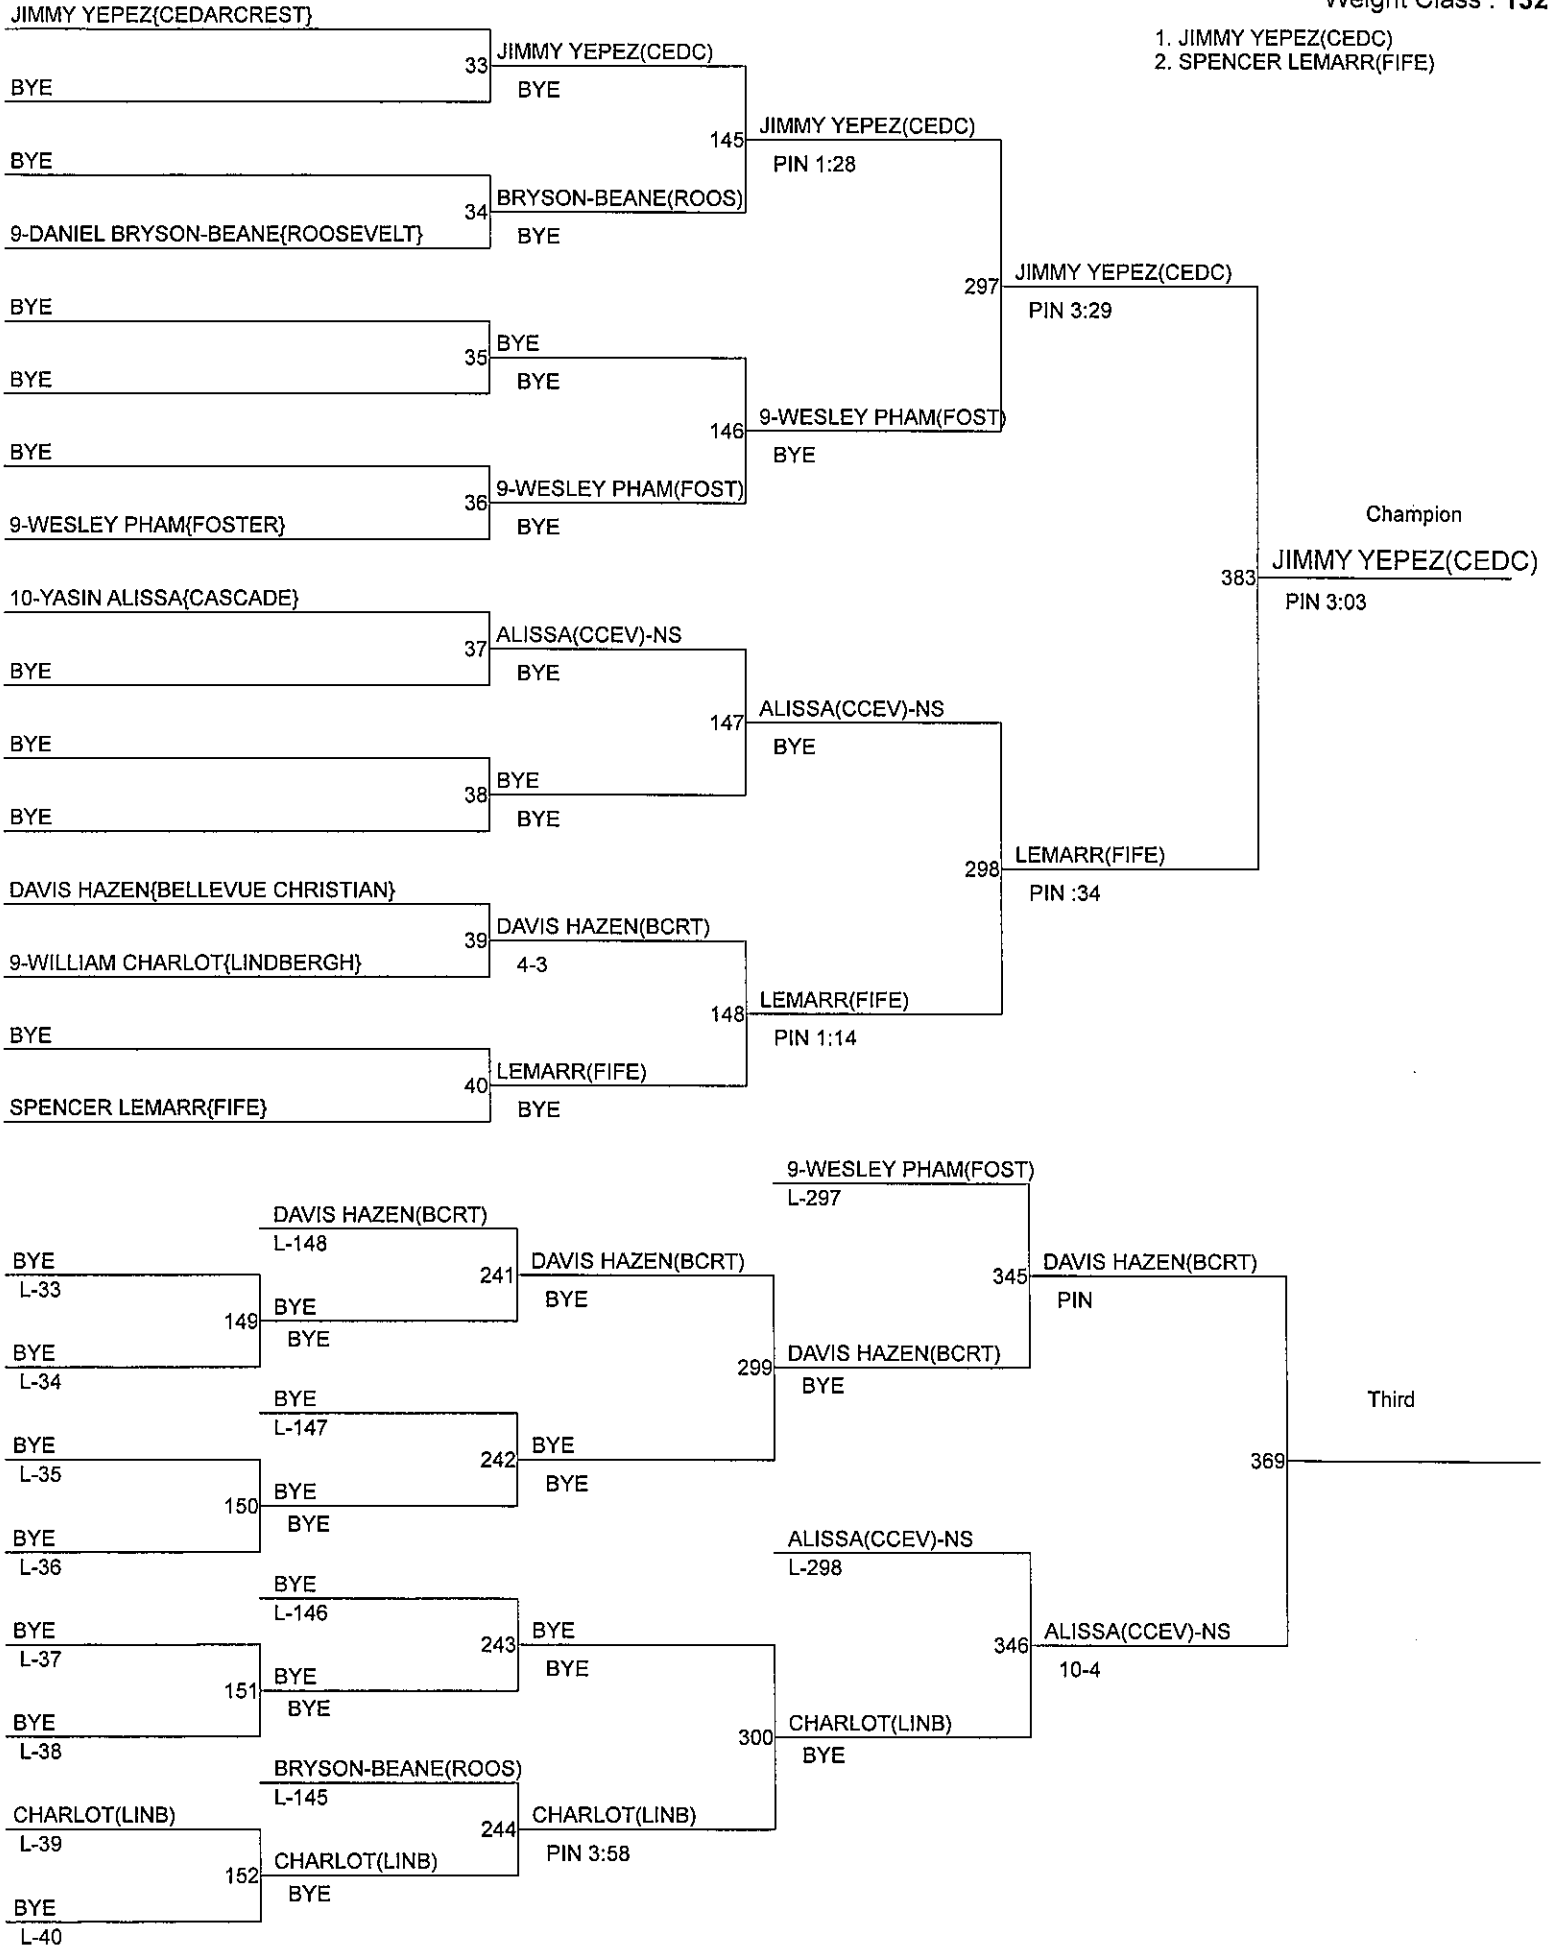 Weight Class : 132
1. JIMMY YEPEZ(CEDC)
2. SPENCER LEMARR(FIFE)
JIMMY YEPEZ{CEDARCREST}
33
JIMMY YEPEZ(CEDC)
BYE
BYE
145
JIMMY YEPEZ(CEDC)
PIN 1:28
BYE
34
BRYSON-BEANE(ROOS)
BYE
9-DANIEL BRYSON-BEANE{ROOSEVELT}
297
JIMMY YEPEZ(CEDC)
PIN 3:29
BYE
35
BYE
BYE
BYE
146
9-WESLEY PHAM(FOST)
BYE
BYE
36
9-WESLEY PHAM(FOST)
BYE
9-WESLEY PHAM{FOSTER}
Champion
383
JIMMY YEPEZ(CEDC)
PIN 3:03
10-YASIN ALISSA{CASCADE}
37
ALISSA(CCEV)-NS
BYE
BYE
147
ALISSA(CCEV)-NS
BYE
BYE
38
BYE
BYE
BYE
298
LEMARR(FIFE)
PIN :34
DAVIS HAZEN{BELLEVUE CHRISTIAN}
39
DAVIS HAZEN(BCRT)
4-3
9-WILLIAM CHARLOT{LINDBERGH}
148
LEMARR(FIFE)
PIN 1:14
BYE
40
LEMARR(FIFE)
BYE
SPENCER LEMARR{FIFE}
9-WESLEY PHAM(FOST)
L-297
DAVIS HAZEN(BCRT)
L-148
BYE
L-33
241
DAVIS HAZEN(BCRT)
BYE
345
DAVIS HAZEN(BCRT)
PIN
149
BYE
BYE
BYE
L-34
299
DAVIS HAZEN(BCRT)
BYE
BYE
L-147
Third
BYE
L-35
242
BYE
BYE
369
150
BYE
BYE
BYE
L-36
ALISSA(CCEV)-NS
L-298
BYE
L-146
BYE
L-37
243
BYE
BYE
346
ALISSA(CCEV)-NS
10-4
151
BYE
BYE
BYE
L-38
300
CHARLOT(LINB)
BYE
BRYSON-BEANE(ROOS)
L-145
CHARLOT(LINB)
L-39
244
CHARLOT(LINB)
PIN 3:58
152
CHARLOT(LINB)
BYE
BYE
L-40